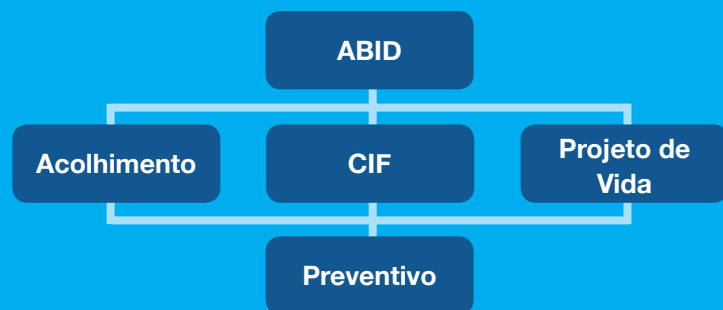 ABID
Acolhimento
CIF
Projeto de
Vida
Preventivo